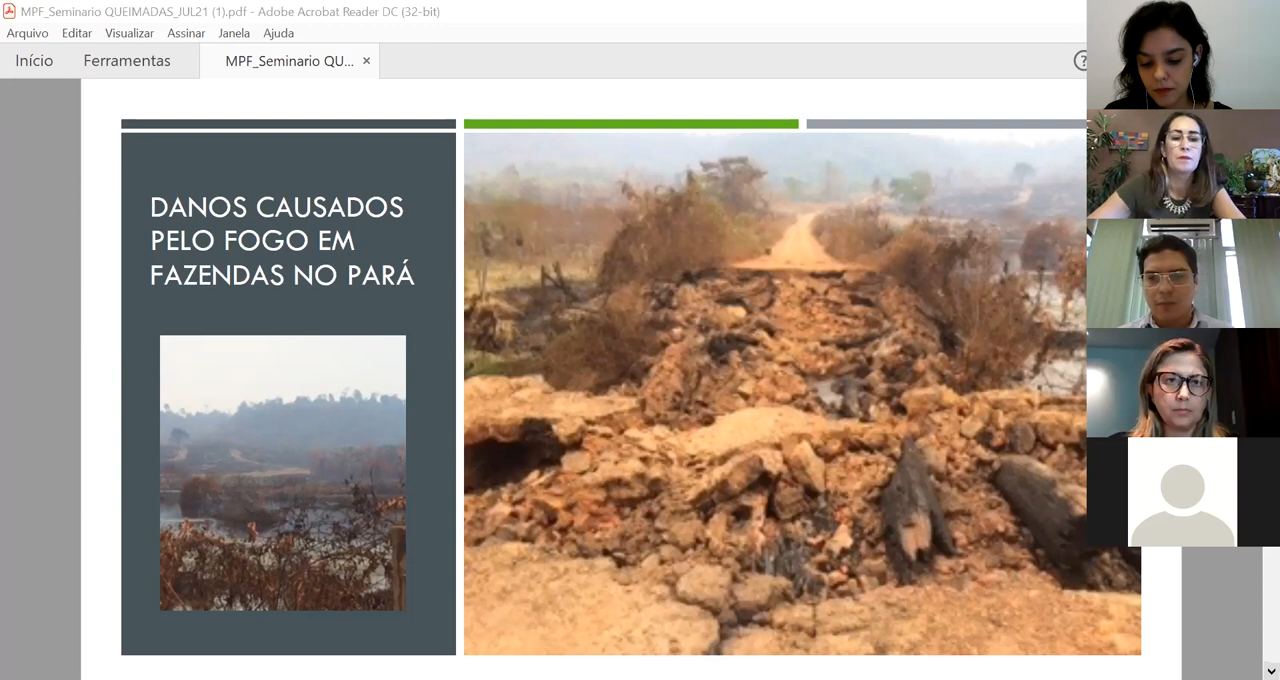 MPF_Seminario QUEIMADAS_JUL21 (1).pdf - Adobe Acrobat Reader DC (32-bit)
Arquivo Editar Visualizar Assinar Janela Ajuda
Início Ferramentas MPF_Seminario QU... × ?
DANOS CAUSADOS
PELO FOGO EM
FAZENDAS NO PARÁ